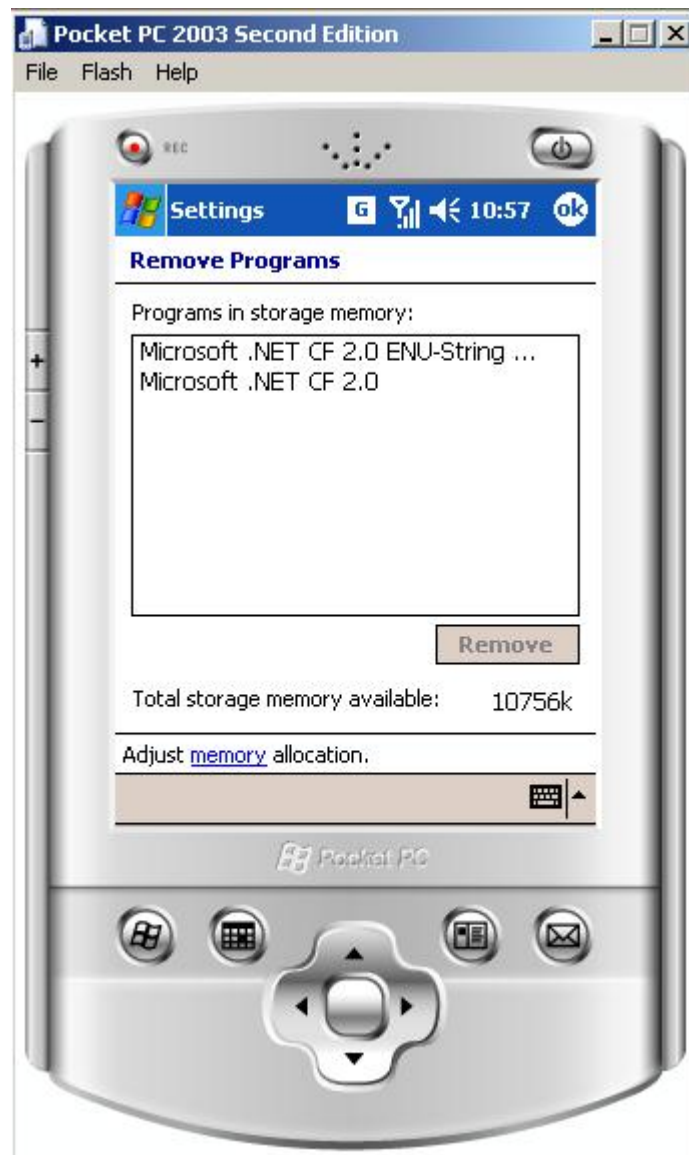 Pocket PC 2003 Second Edition
File Flash Help
REC
Settings G 10:57 ok
Remove Programs
Programs in storage memory:
Microsoft .NET CF 2.0 ENU-String ...
Microsoft .NET CF 2.0
Remove
Total storage memory available: 10756k
Adjust memory allocation.
Pocket PC